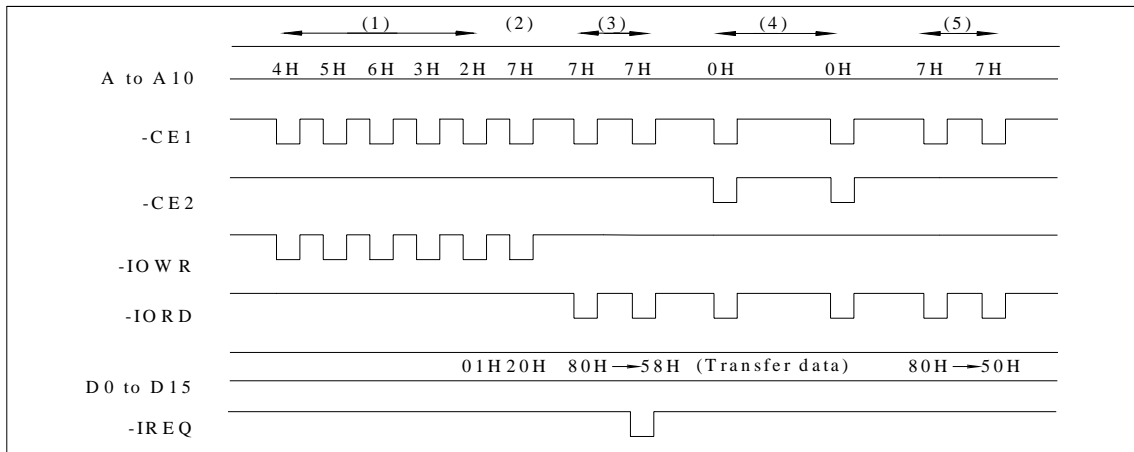 (1) (2) (3) (4) (5)
A to A10 4H 5H 6H 3H 2H 7H 7H 7H 0H 0H 7H 7H
-CE1
-CE2
-IOWR
-IORD
D0 to D15 01H 20H 80H → 58H (Transfer data) 80H → 50H
-IREQ